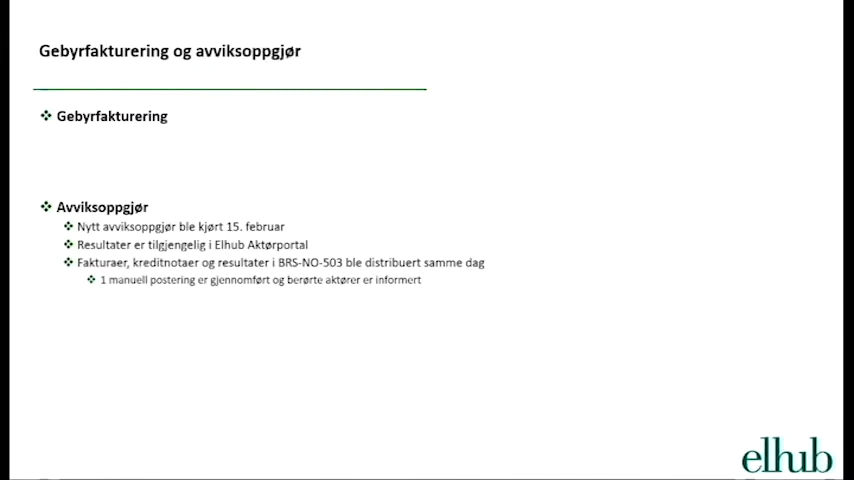 Gebyrfakturering og avviksoppgjør
Gebyrfakturering
Avviksoppgjør
Nytt avviksoppgjør ble kjørt 15. februar
Resultater er tilgjengelig i Elhub Aktørportal
Fakturaer, kreditnotaer og resultater i BRS-NO-503 ble distribuert samme dag
1 manuell postering er gjennomført og berørte aktører er informert
elhub